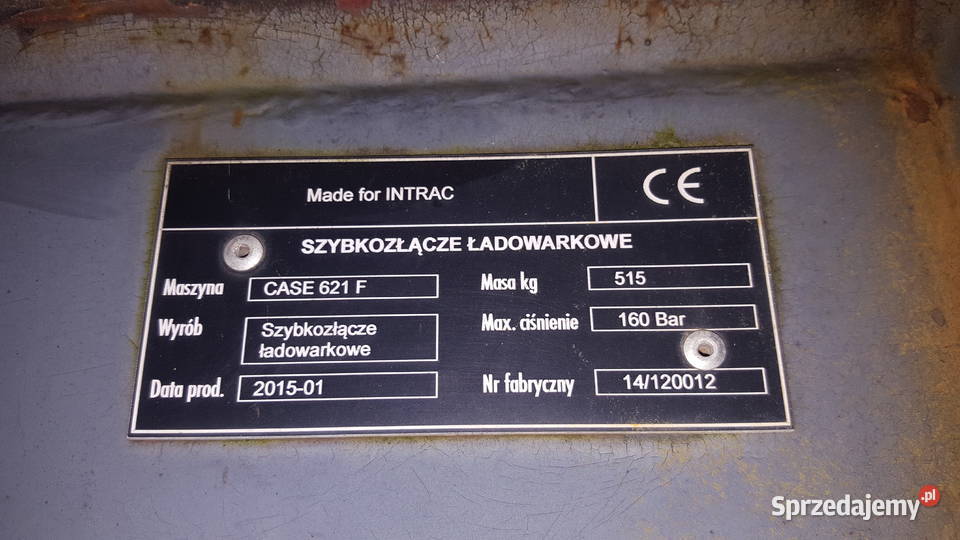 Made for INTRAC
CE
SZYBKOZŁĄCZE ŁADOWARKOWE
Maszyna CASE 621 F
Masa kg 515
Wyrób Szybkozłącze
ładowarkowe
Max. ciśnienie 160 Bar
Data prod. 2015-01
Nr fabryczny 14/120012
Sprzedajemy.pl